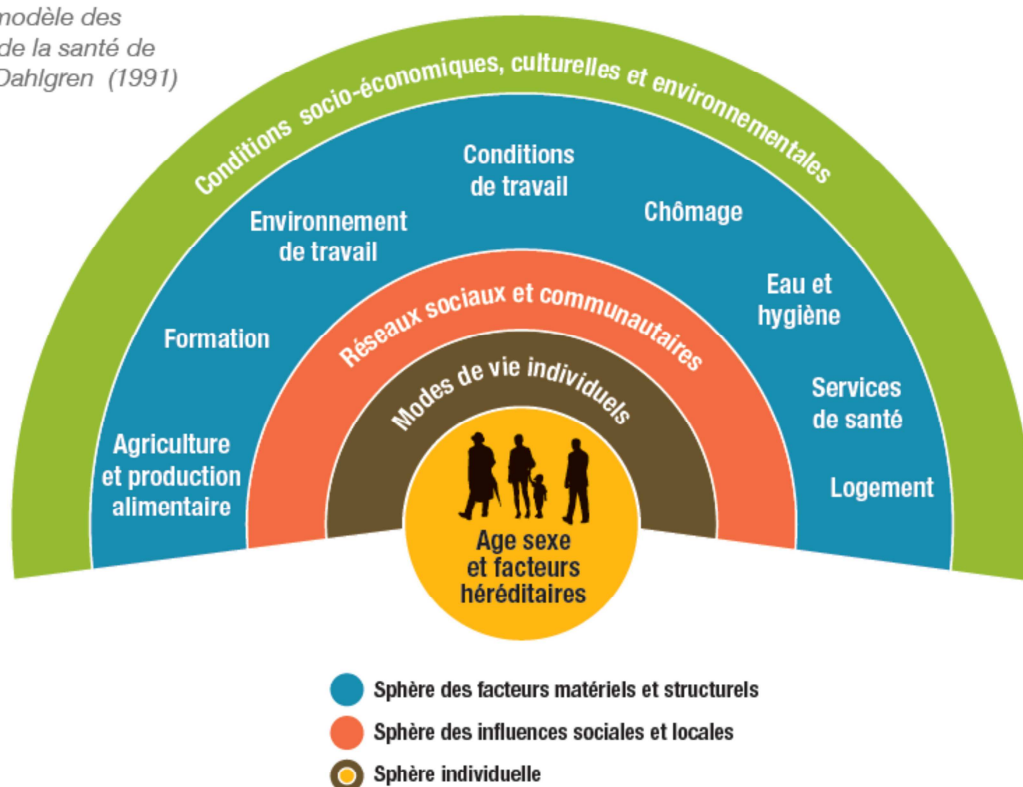 modèle des
de la santé de
Dahlgren (1991)
Conditions socio-économiques, culturelles et environnementales
Conditions
de travail
Environnement
de travail
Chômage
Eau et
hygiène
Formation
Services
de santé
Agriculture
et production
alimentaire
Logement
Réseaux sociaux et communautaires
Modes de vie individuels
Age sexe
et facteurs
héréditaires
Sphère des facteurs matériels et structurels
Sphère des influences sociales et locales
Sphère individuelle